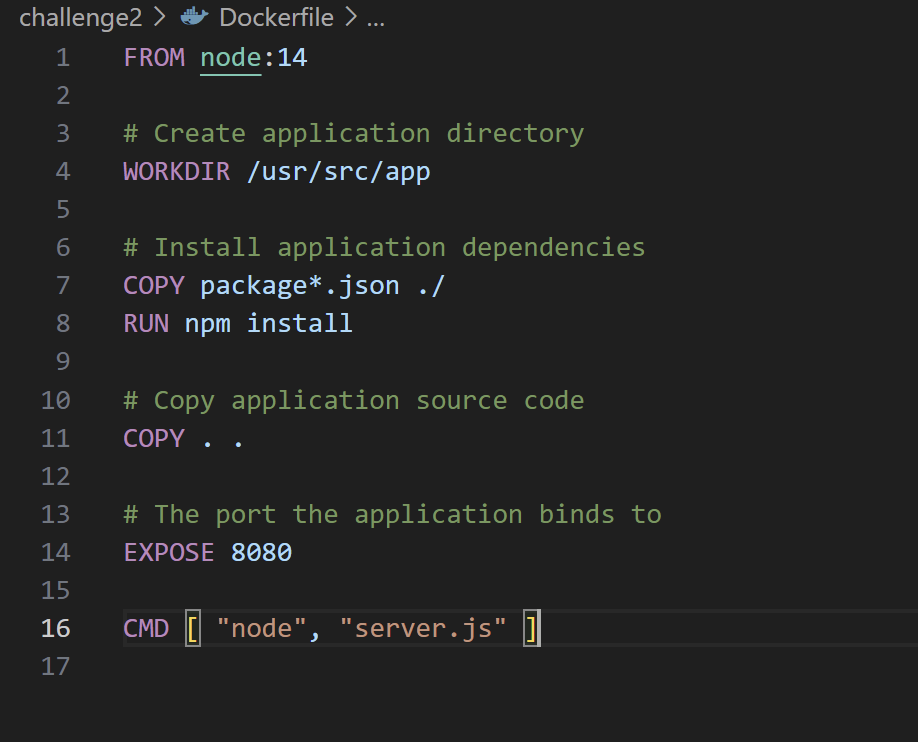 challenge2 > Dockerfile > ...
1 FROM node:14
2
3 # Create application directory
4 WORKDIR /usr/src/app
5
6 # Install application dependencies
7 COPY package*.json ./
8 RUN npm install
9
10 # Copy application source code
11 COPY . .
12
13 # The port the application binds to
14 EXPOSE 8080
15
16 CMD [ "node", "server.js" ]
17